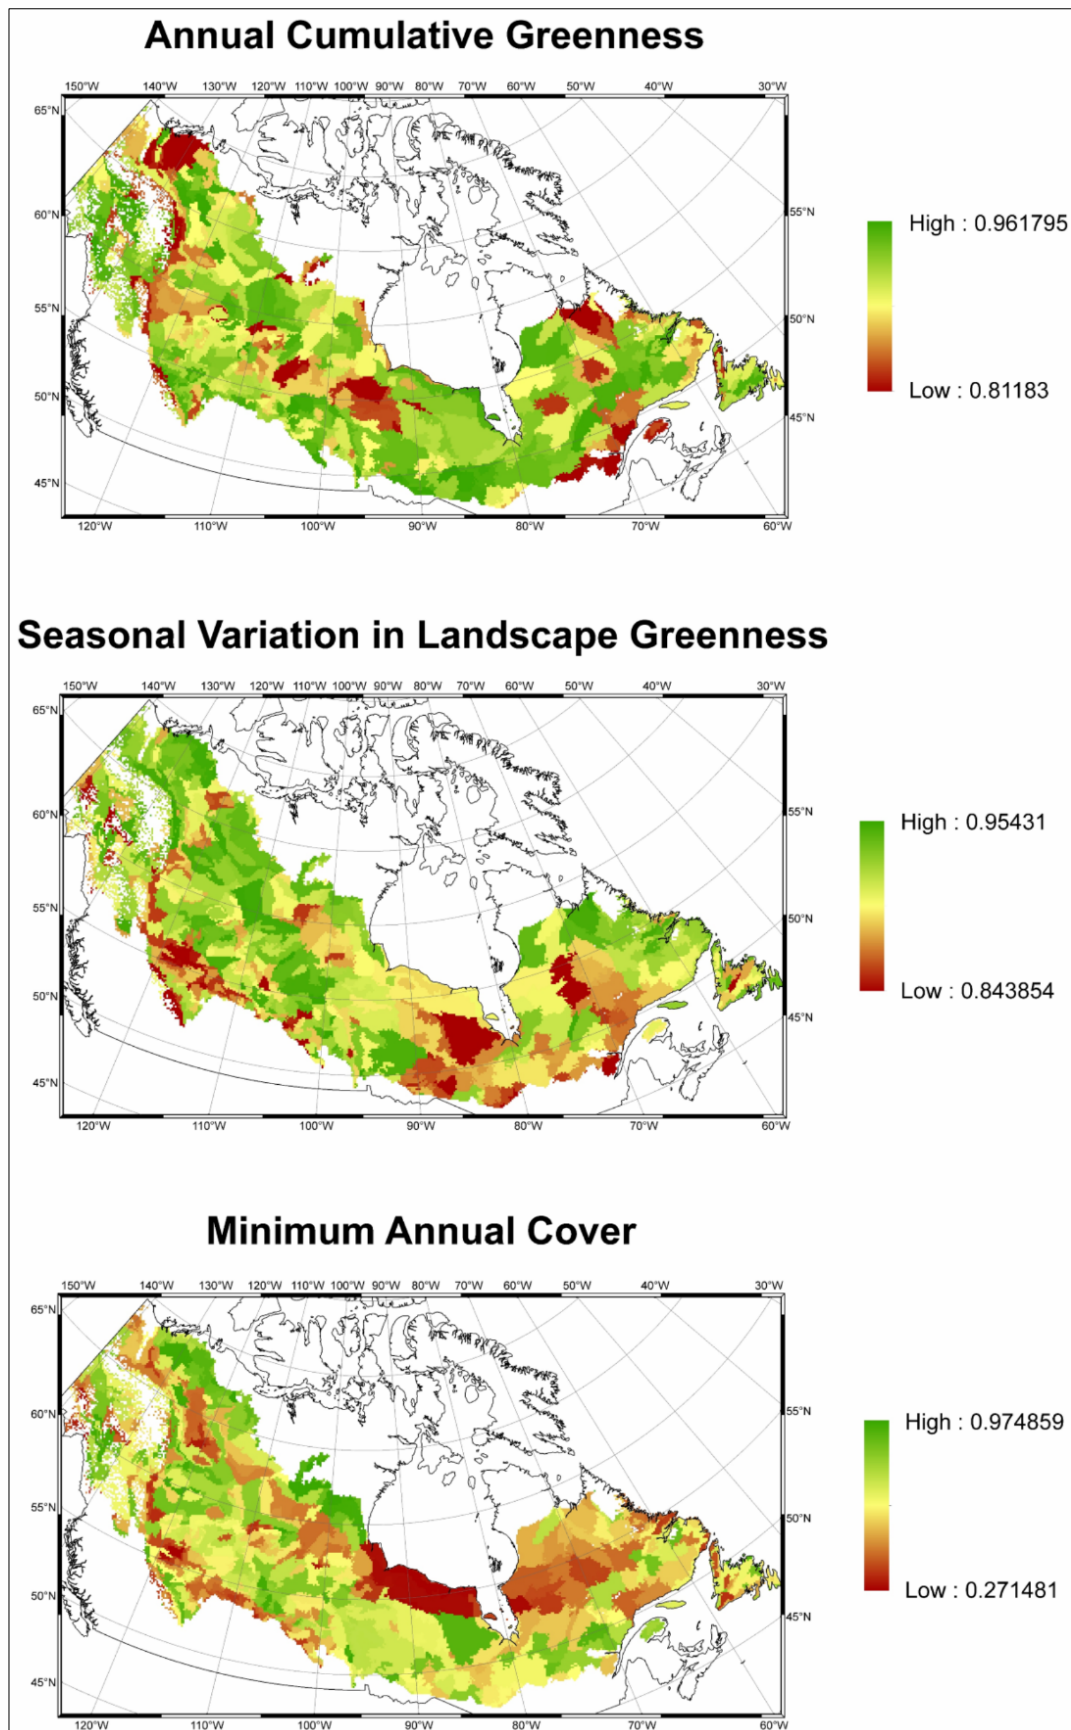 Annual Cumulative Greenness
150°W 140°W 130°W 120°W 110°W 100°W 90°W 80°W 70°W 60°W 50°W 40°W 30°W
65°N
60°N
55°N
50°N
45°N
55°N
50°N
45°N
120°W 110°W 100°W 90°W 80°W 70°W 60°W
High : 0.961795
Low : 0.81183
Seasonal Variation in Landscape Greenness
150°W 140°W 130°W 120°W 110°W 100°W 90°W 80°W 70°W 60°W 50°W 40°W 30°W
65°N
60°N
55°N
50°N
45°N
55°N
50°N
45°N
120°W 110°W 100°W 90°W 80°W 70°W 60°W
High : 0.95431
Low : 0.843854
Minimum Annual Cover
150°W 140°W 130°W 120°W 110°W 100°W 90°W 80°W 70°W 60°W 50°W 40°W 30°W
65°N
60°N
55°N
50°N
45°N
55°N
50°N
45°N
120°W 110°W 100°W 90°W 80°W 70°W 60°W
High : 0.974859
Low : 0.271481